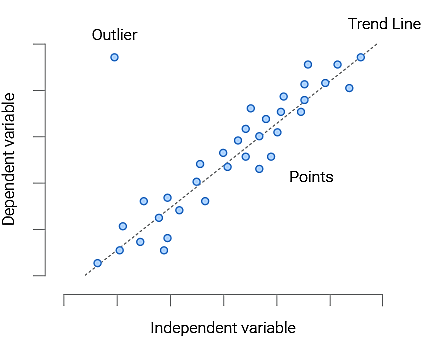 Trend Line
Outlier
Dependent variable
Points
Independent variable